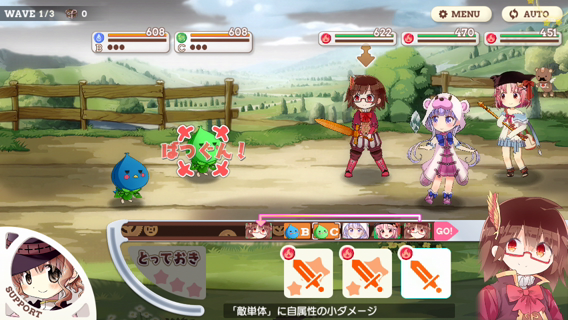 WAVE 1/3 0
MENU
AUTO
608
B
608
C
622
470
451
ばつぐん!
B
C
GO!
とっておき
SUPPORT
「敵単体」に自属性の小ダメージ